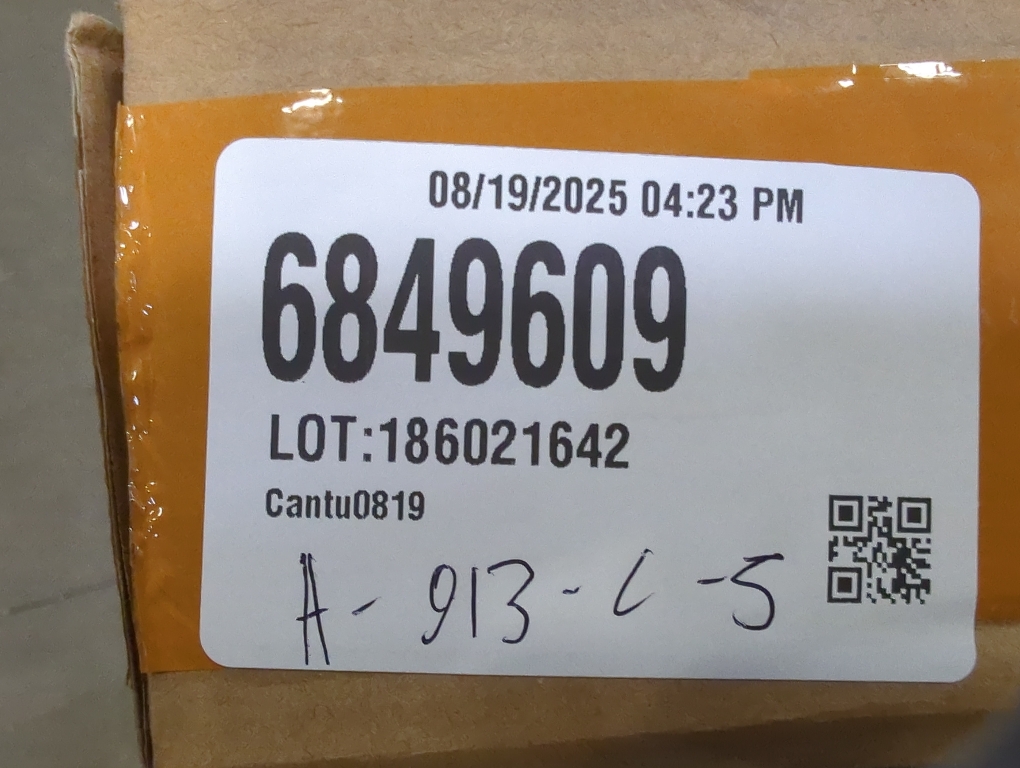 08/19/2025 04:23 PM
6849609
LOT:186021642
Cantu0819
A- 913-C-5